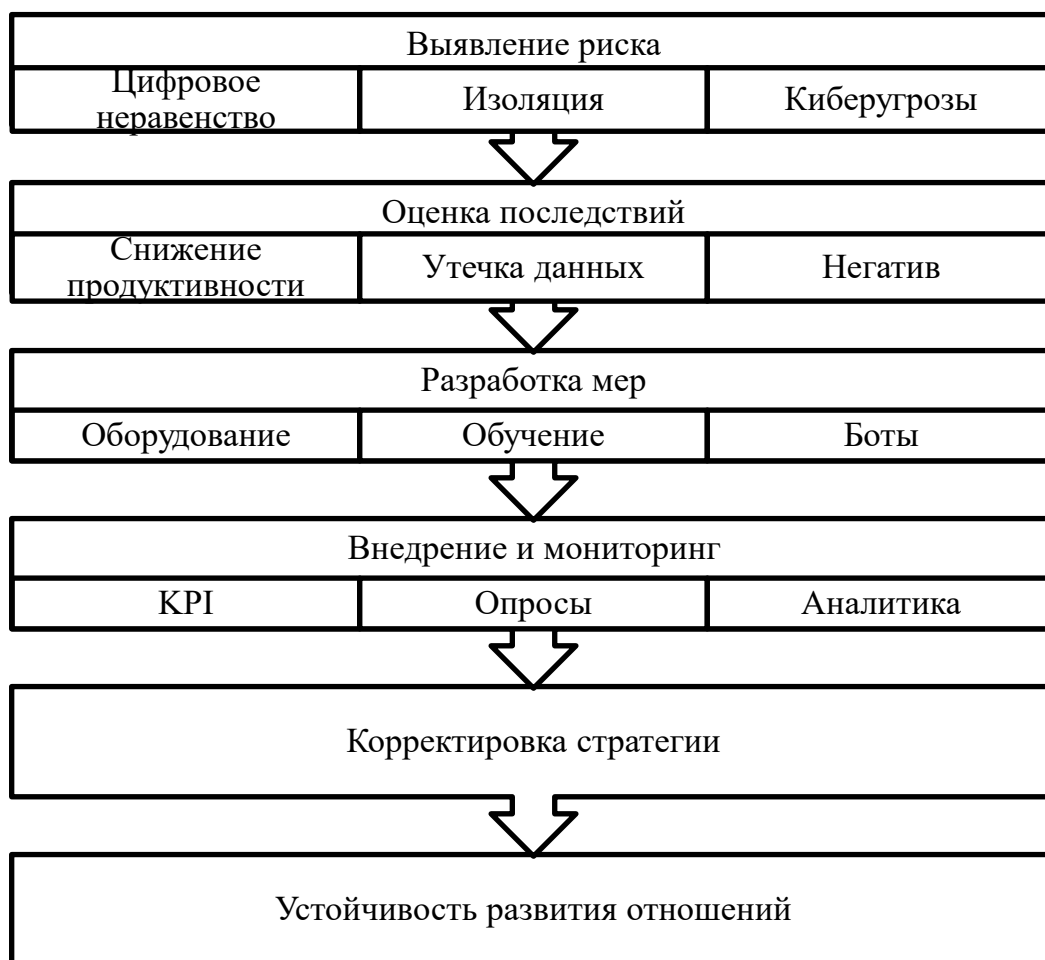 Выявление риска
Цифровое
неравенство
Изоляция
Киберугрозы
Оценка последствий
Снижение
продуктивности
Утечка данных
Негатив
Разработка мер
Оборудование
Обучение
Боты
Внедрение и мониторинг
KPI
Опросы
Аналитика
Корректировка стратегии
Устойчивость развития отношений